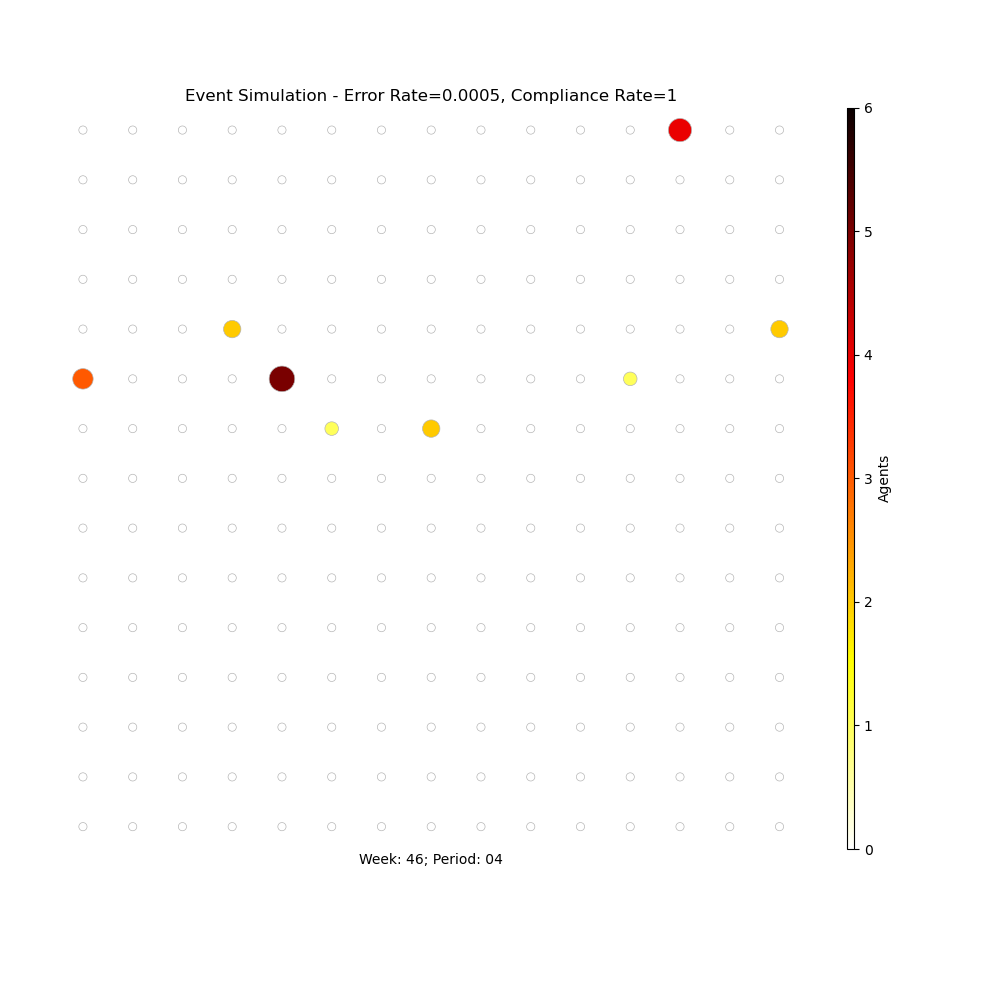 Event Simulation - Error Rate=0.0005, Compliance Rate=1
6
5
4
3
2
1
0
Agents
Week: 46; Period: 04